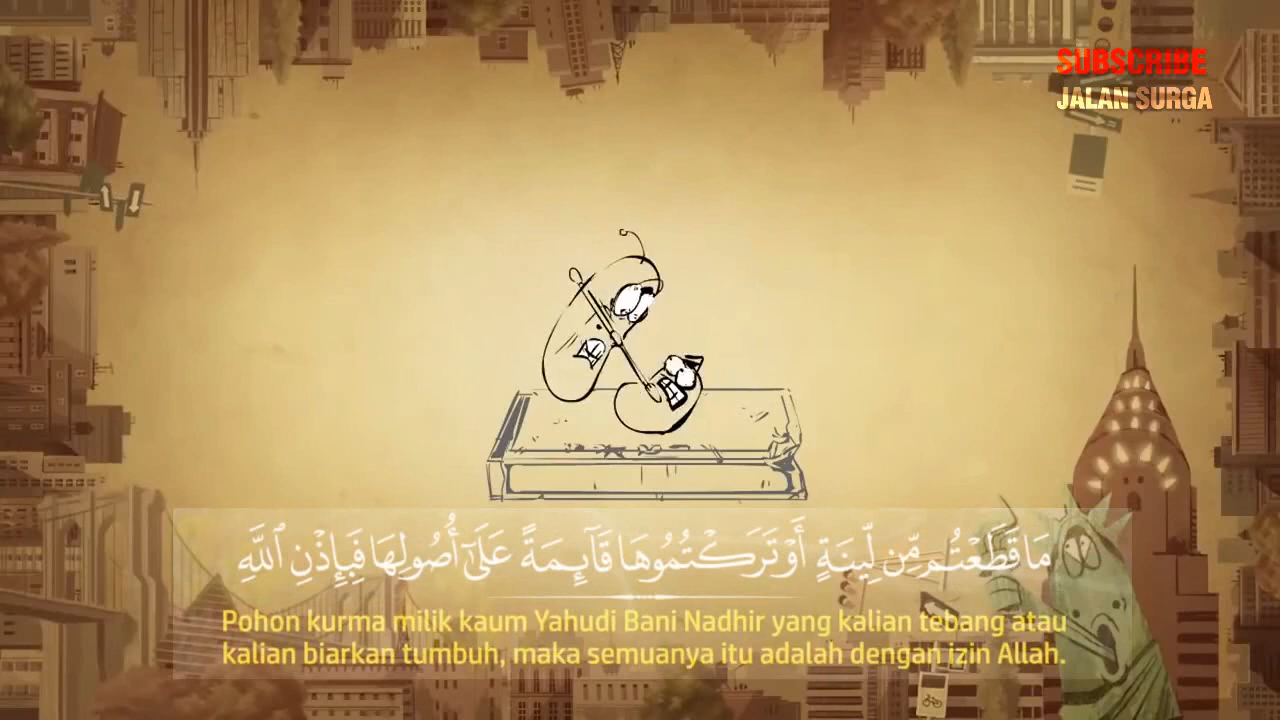 SUBSCRIBE
JALAN SURGA
مَا قَطَعْتُم مِّن لِّينَةٍ أَوْ تَرَكْتُمُوهَا قَآئِمَةً عَلَىٰٓ أُصُولِهَا فَبِإِذْنِ ٱللَّهِ
Pohon kurma milik kaum Yahudi Bani Nadhir yang kalian tebang atau
kalian biarkan tumbuh, maka semuanya itu adalah dengan izin Allah.